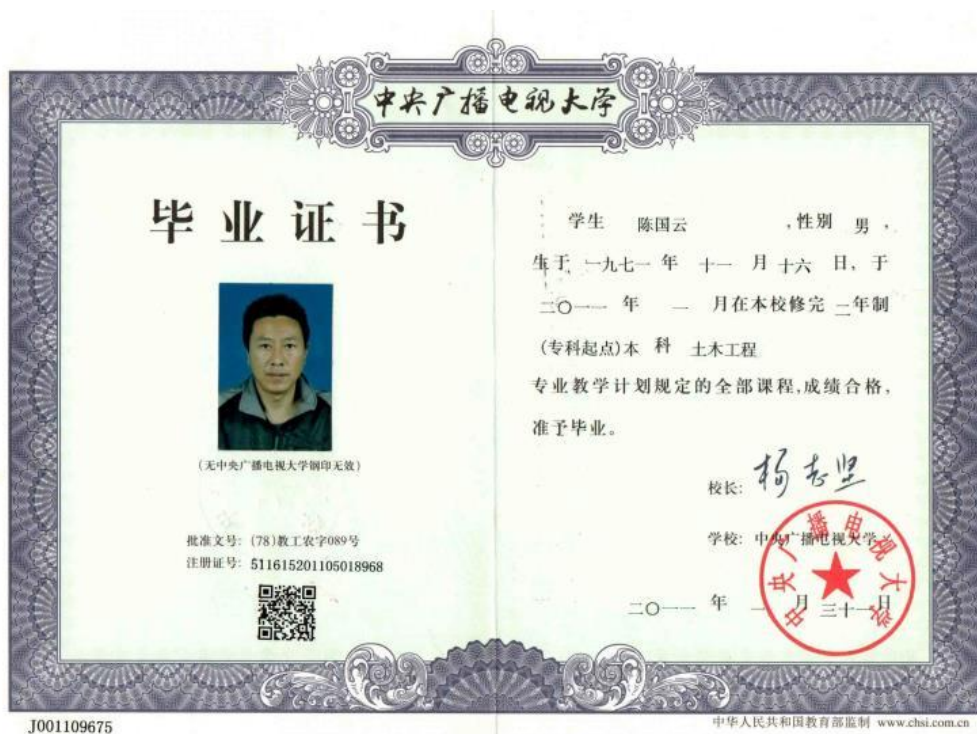 中央广播电视大学
毕业证书
(无中央广播电视大学钢印无效)
批准文号: (78)教工农字089号
注册证号: 511615201105018968
J001109675
学生 陈国云 ,性别 男 ,
生于 一九七一 年 十一 月 十六 日, 于
二〇一一 年 一 月在本校修完 二年制
(专科起点)本 科 土木工程
专业教学计划规定的全部课程,成绩合格,
准予毕业。
校长: 杨志坚
学校: 中央广播电视大学
二〇一一 年 一 月 三十一日
中央广播电视大学
中华人民共和国教育部监制 www.chsi.com.cn